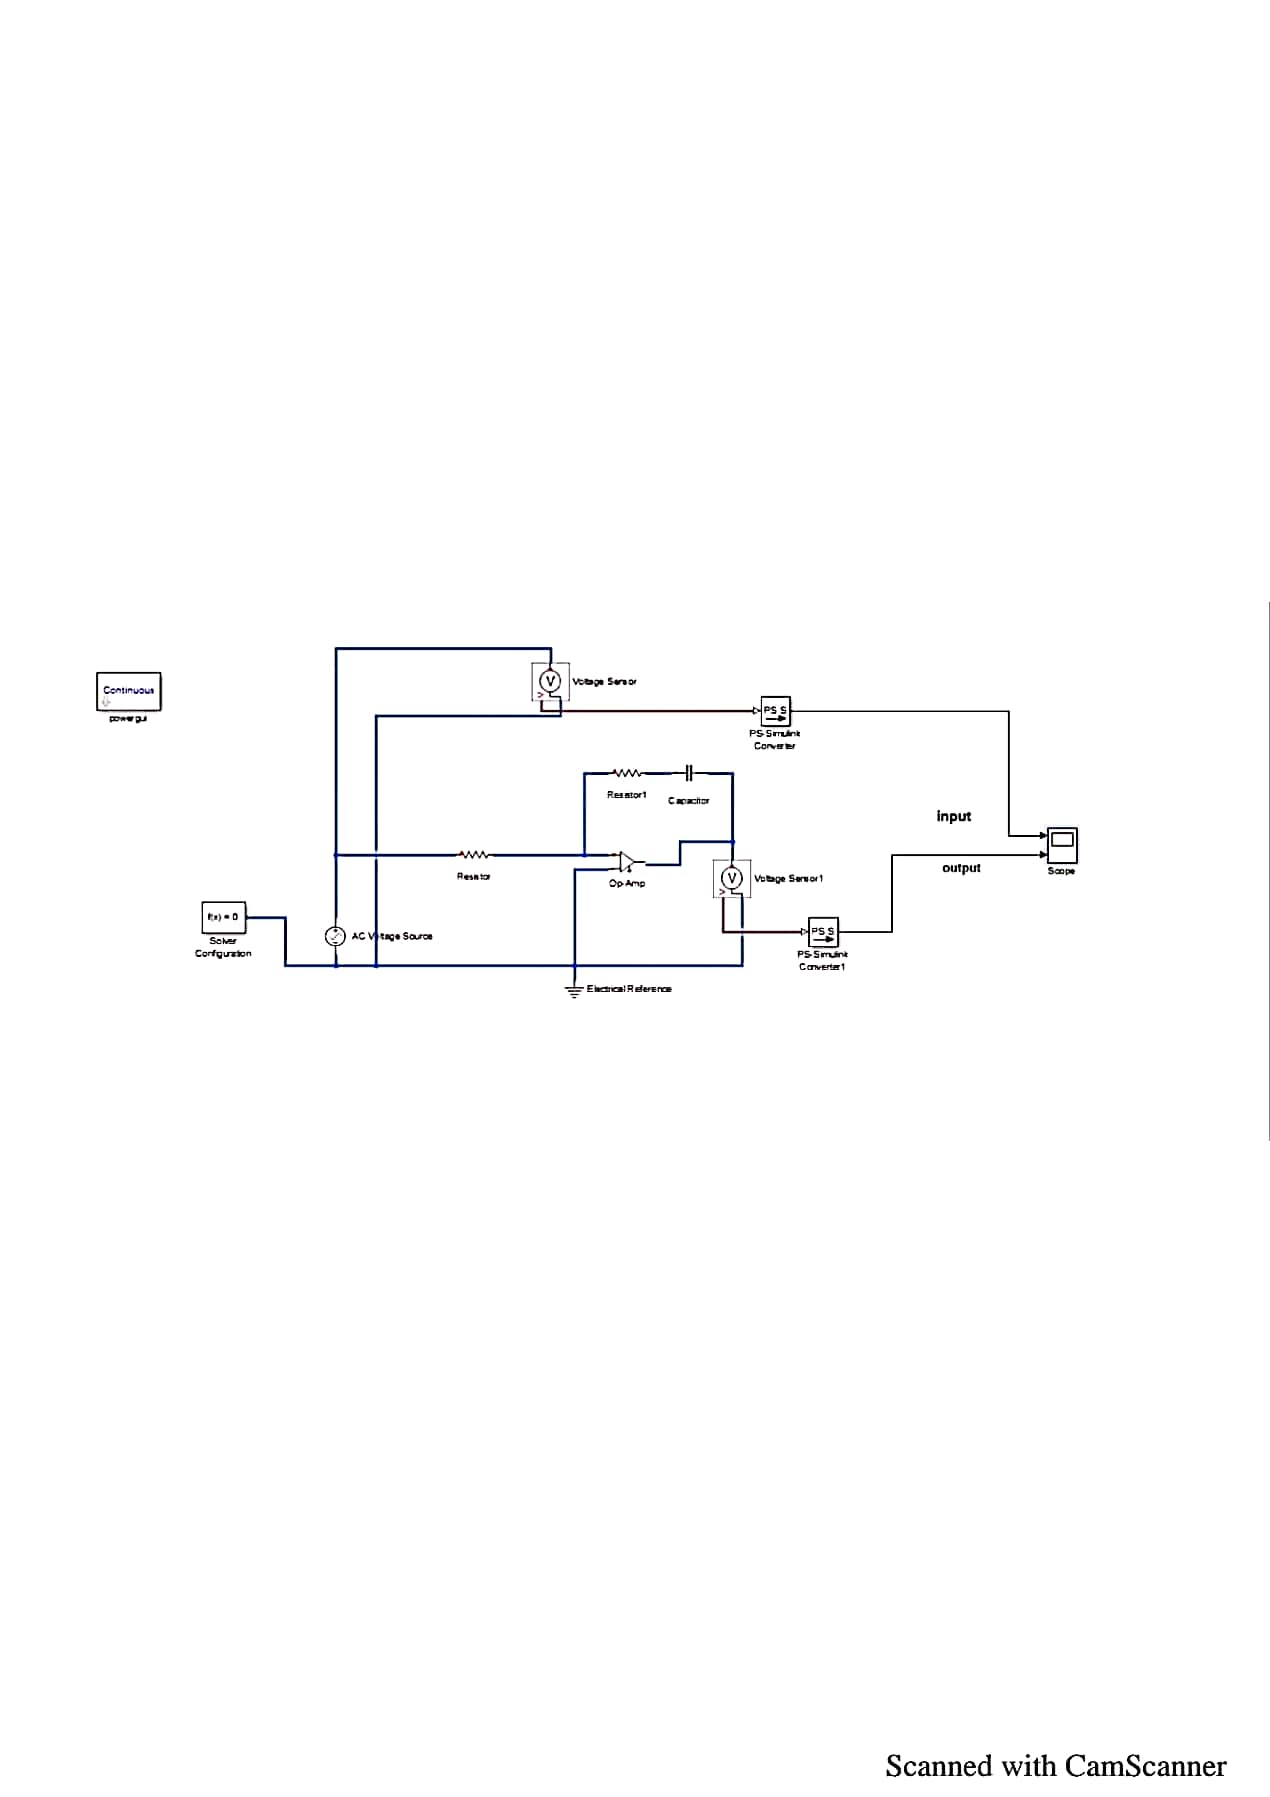 Continuous
powergui
V
Voltage Sensor
PS S
PS-Simulink
Converter
Resistor1
Capacitor
input
Scope
output
Resistor
Op-Amp
V
Voltage Sensor1
f(x) = 0
Solver
Configuration
AC Voltage Source
PS S
PS-Simulink
Converter1
Electrical Reference
Scanned with CamScanner